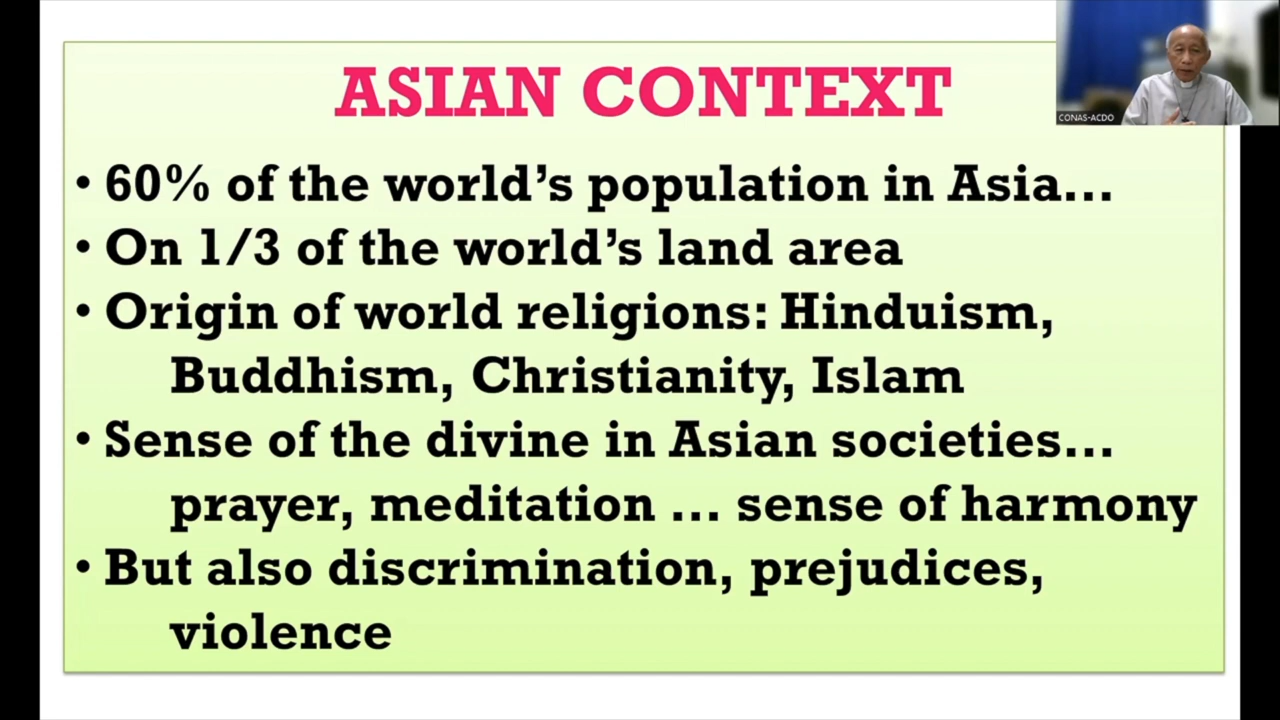 ASIAN CONTEXT
CONAS-ACDO
• 60% of the world’s population in Asia…
• On 1/3 of the world’s land area
• Origin of world religions: Hinduism,
Buddhism, Christianity, Islam
• Sense of the divine in Asian societies…
prayer, meditation … sense of harmony
• But also discrimination, prejudices,
violence